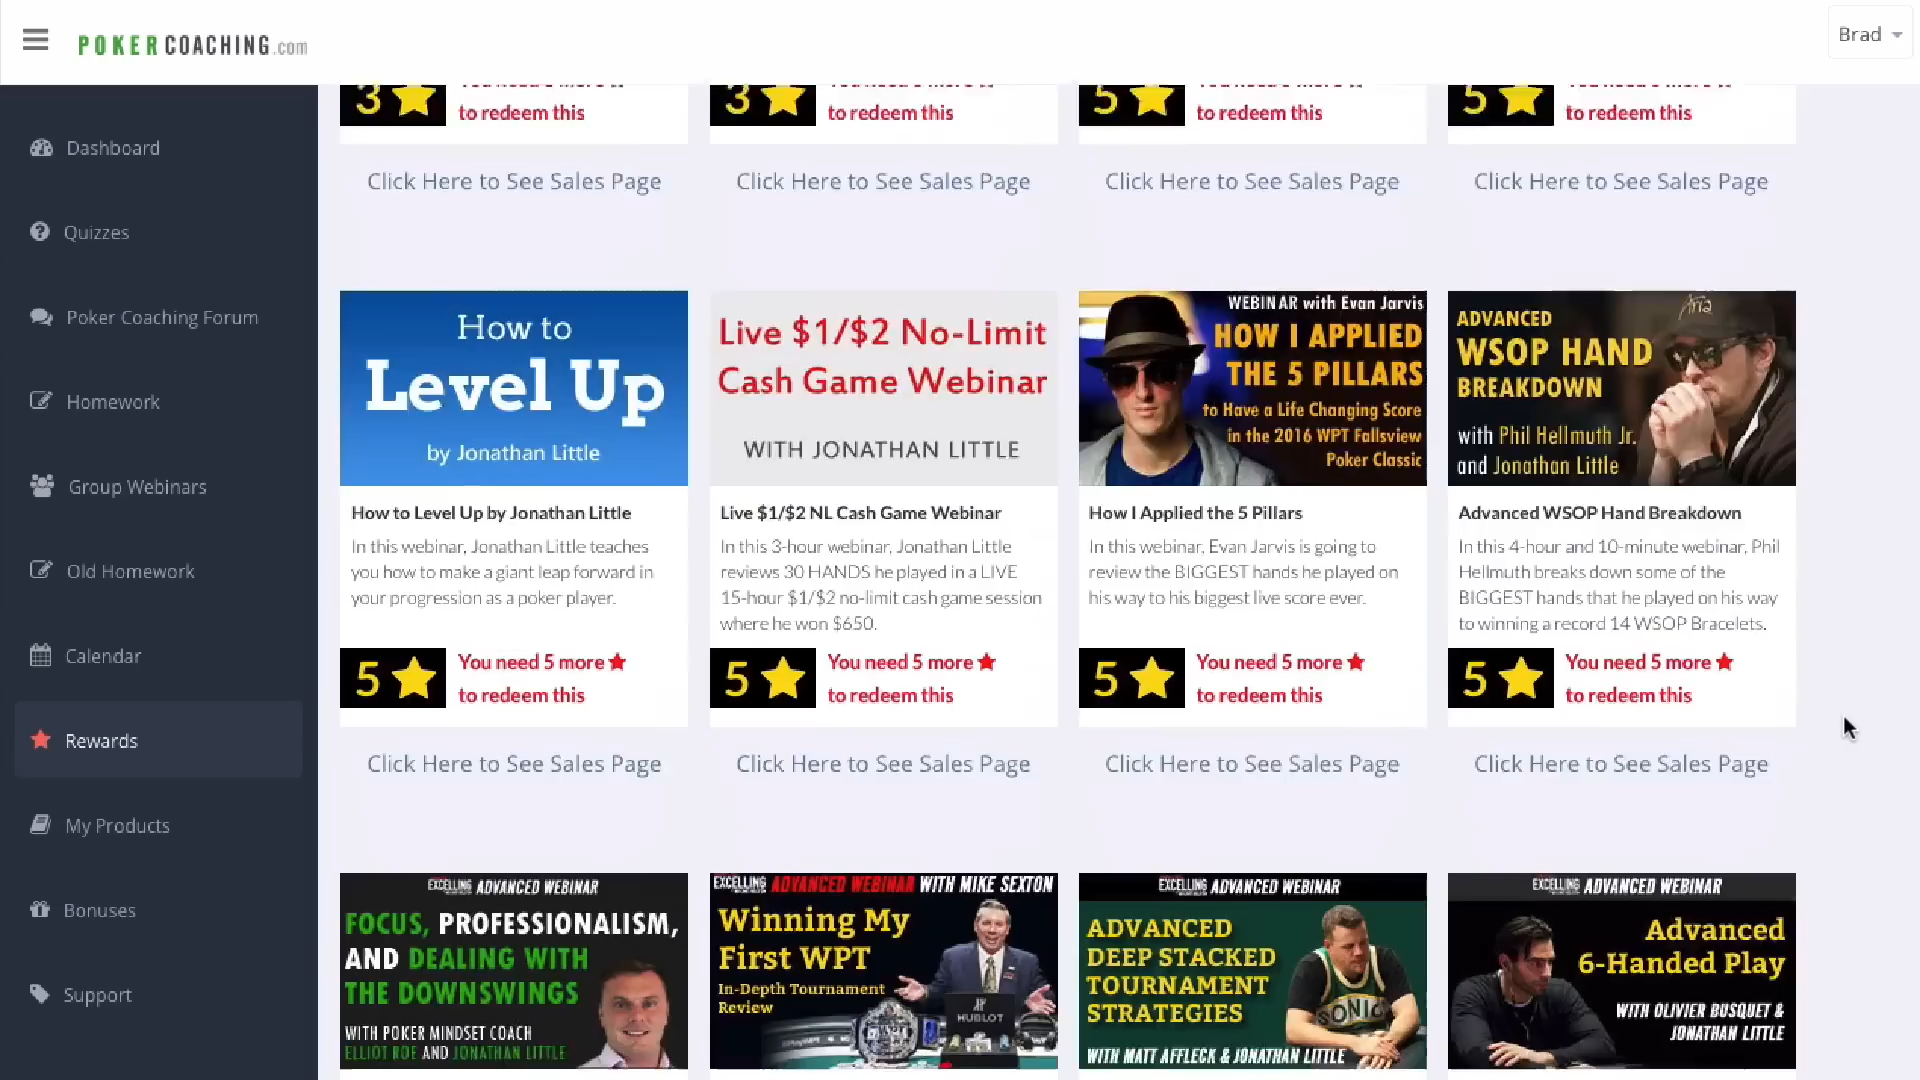 POKERCOACHING.com
Brad
Dashboard
Quizzes
Poker Coaching Forum
Homework
Group Webinars
Old Homework
Calendar
Rewards
My Products
Bonuses
Support
3
to redeem this
3
to redeem this
5
to redeem this
5
to redeem this
Click Here to See Sales Page
Click Here to See Sales Page
Click Here to See Sales Page
Click Here to See Sales Page
How to
Level Up
by Jonathan Little
How to Level Up by Jonathan Little
In this webinar, Jonathan Little teaches
you how to make a giant leap forward in
your progression as a poker player.
5
You need 5 more
to redeem this
Click Here to See Sales Page
Live $1/$2 No-Limit
Cash Game Webinar
WITH JONATHAN LITTLE
Live $1/$2 NL Cash Game Webinar
In this 3-hour webinar, Jonathan Little
reviews 30 HANDS he played in a LIVE
15-hour $1/$2 no-limit cash game session
where he won $650.
5
You need 5 more
to redeem this
Click Here to See Sales Page
WEBINAR with Evan Jarvis
HOW I APPLIED
THE 5 PILLARS
to Have a Life Changing Score
in the 2016 WPT Fallsview
Poker Classic
How I Applied the 5 Pillars
In this webinar, Evan Jarvis is going to
review the BIGGEST hands he played on
his way to his biggest live score ever.
5
You need 5 more
to redeem this
Click Here to See Sales Page
Aria
ADVANCED
WSOP HAND
BREAKDOWN
with Phil Hellmuth Jr.
and Jonathan Little
Advanced WSOP Hand Breakdown
In this 4-hour and 10-minute webinar, Phil
Hellmuth breaks down some of the
BIGGEST hands that he played on his way
to winning a record 14 WSOP Bracelets.
5
You need 5 more
to redeem this
Click Here to See Sales Page
EXCELLING ADVANCED WEBINAR
FOCUS, PROFESSIONALISM,
AND DEALING WITH
THE DOWNSWINGS
WITH POKER MINDSET COACH
ELLIOT ROE AND JONATHAN LITTLE
EXCELLING ADVANCED WEBINAR WITH MIKE SEXTON
Winning My
First WPT
In-Depth Tournament
Review
HUBLOT
EXCELLING ADVANCED WEBINAR
ADVANCED
DEEP STACKED
TOURNAMENT
STRATEGIES
SONIC
WITH MATT AFFLECK & JONATHAN LITTLE
EXCELLING ADVANCED WEBINAR
Advanced
6-Handed Play
WITH OLIVIER BUSQUET &
JONATHAN LITTLE